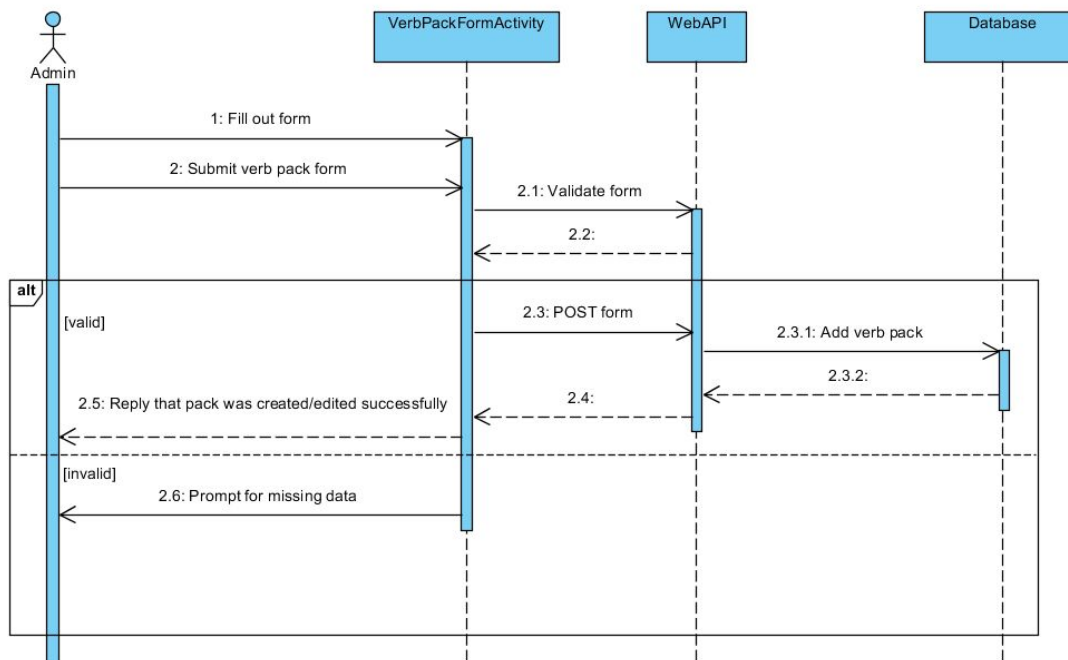 VerbPackFormActivity
WebAPI
Database
Admin
1: Fill out form
2: Submit verb pack form
2.1: Validate form
2.2:
alt
[valid]
2.3: POST form
2.3.1: Add verb pack
2.3.2:
2.4:
2.5: Reply that pack was created/edited successfully
[invalid]
2.6: Prompt for missing data